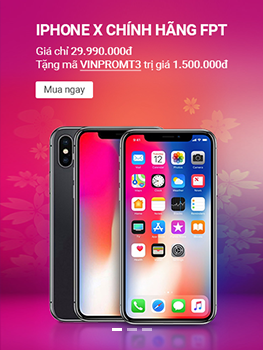 IPHONE X CHÍNH HÃNG FPT
Giá chỉ 29.990.000đ
Tặng mã VINPROMT3 trị giá 1.500.000đ
Mua ngay